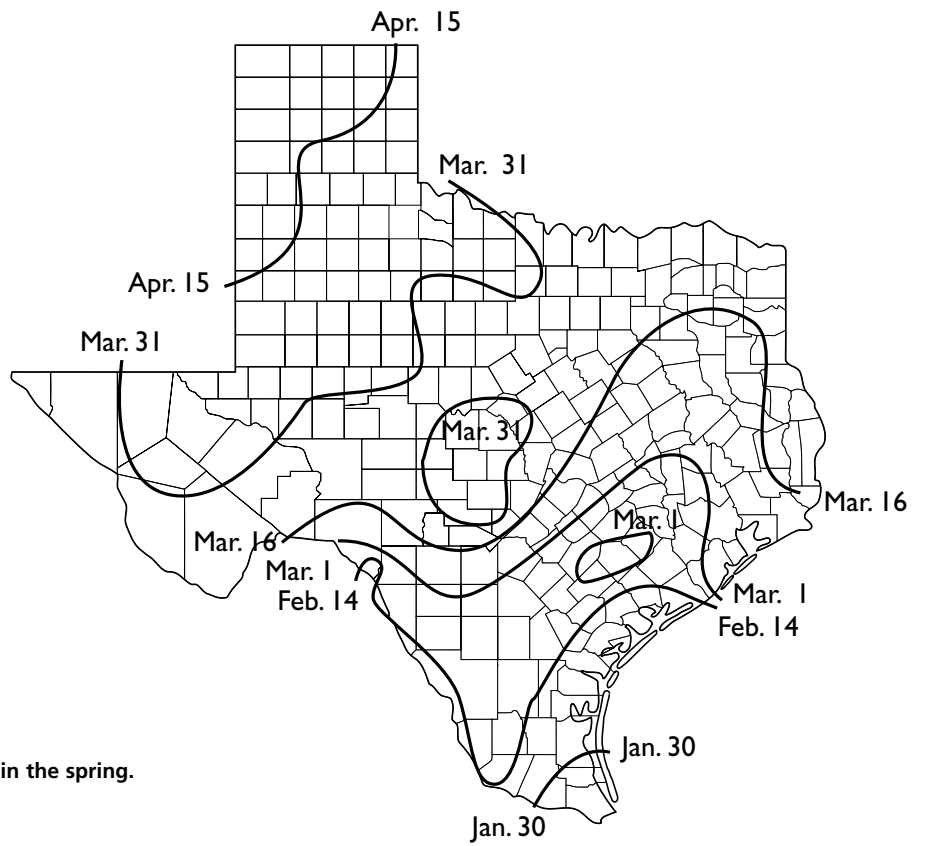 Apr. 15
Mar. 31
Apr. 15
Mar. 31
Mar. 31
Mar. 16
Mar. 1
Mar. 16
Mar. 1
Feb. 14
Mar. 1
Feb. 14
Jan. 30
in the spring.
Jan. 30